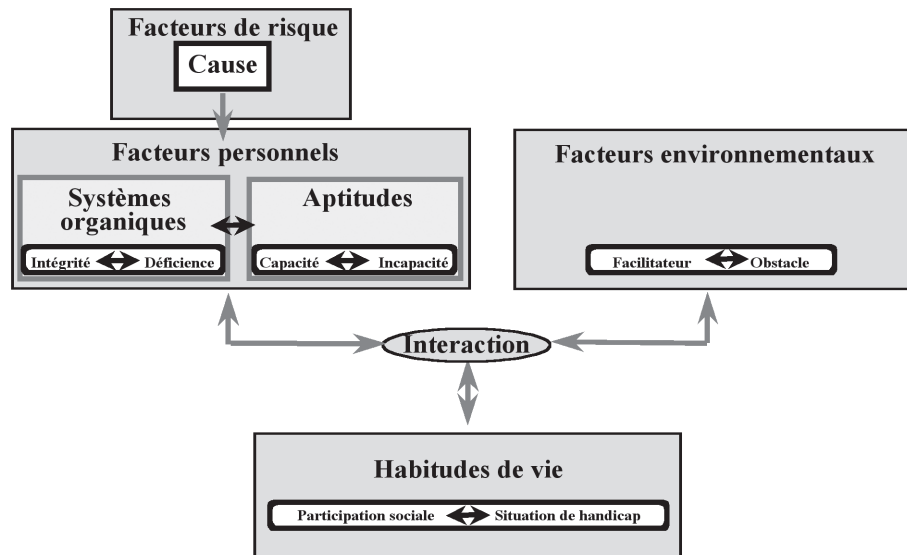 Facteurs de risque
Cause
Facteurs personnels
Systèmes
organiques
Intégrité Déficience
Aptitudes
Capacité Incapacité
Facteurs environnementaux
Facilitateur Obstacle
Interaction
Habitudes de vie
Participation sociale Situation de handicap